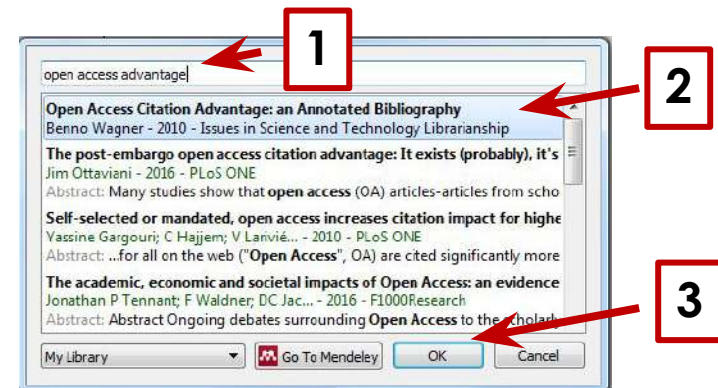 1
open access advantage
2
Open Access Citation Advantage: an Annotated Bibliography
Benno Wagner - 2010 - Issues in Science and Technology Librarianship
The post-embargo open access citation advantage: It exists (probably), it's
Jim Ottaviani - 2016 - PLoS ONE
Abstract: Many studies show that open access (OA) articles-articles from scho
Self-selected or mandated, open access increases citation impact for highe
Yassine Gargouri; C Hajjem; V Larivié... - 2010 - PLoS ONE
Abstract: ...for all on the web ("Open Access", OA) are cited significantly more
The academic, economic and societal impacts of Open Access: an evidence
Jonathan P Tennant; F Waldner; DC Jac... - 2016 - F1000Research
Abstract: Abstract Ongoing debates surrounding Open Access to the scholarly
3
My Library Go To Mendeley OK Cancel